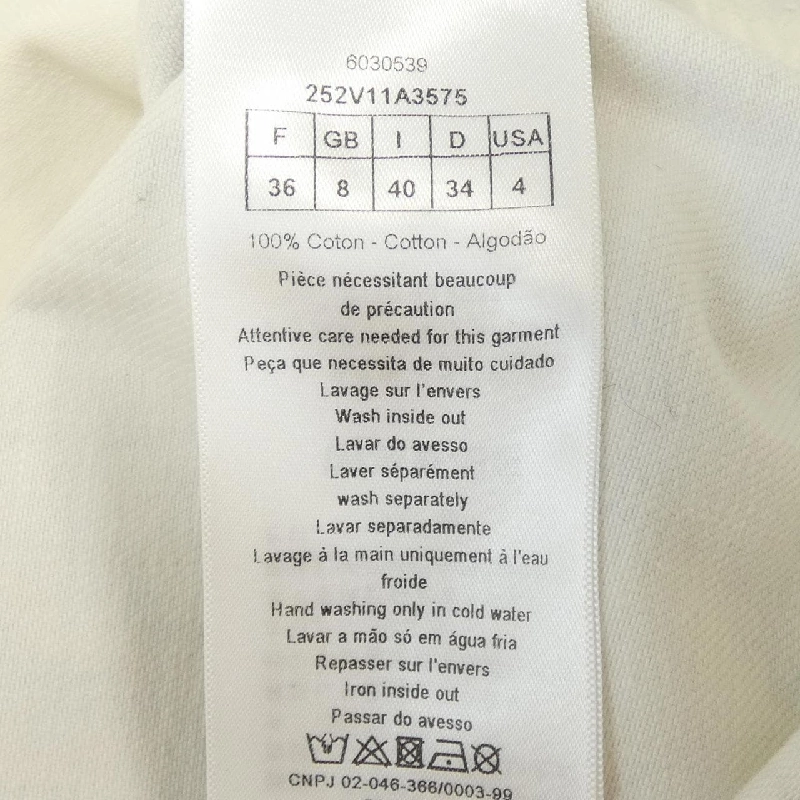 6030539
252V11A3575
F GB I D USA
36 8 40 34 4
100% Coton - Cotton - Algodão
Pièce nécessitant beaucoup
de précaution
Attentive care needed for this garment
Peça que necessita de muito cuidado
Lavage sur l'envers
Wash inside out
Lavar do avesso
Laver séparément
wash separately
Lavar separadamente
Lavage à la main uniquement à l'eau
froide
Hand washing only in cold water
Lavar a mão só em água fria
Repasser sur l'envers
Iron inside out
Passar do avesso
CNPJ 02-046-366/0003-99